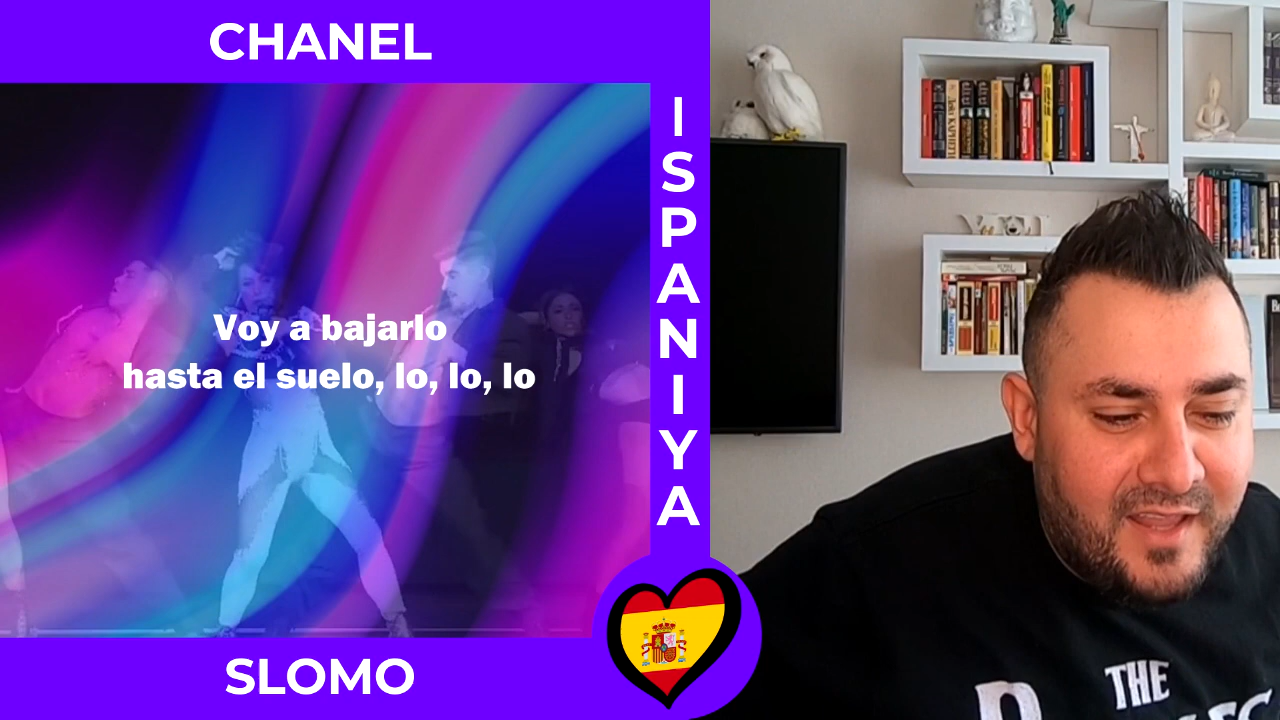 CHANEL
ISPANIYA
Voy a bajarlo
hasta el suelo, lo, lo, lo
SLOMO
THE